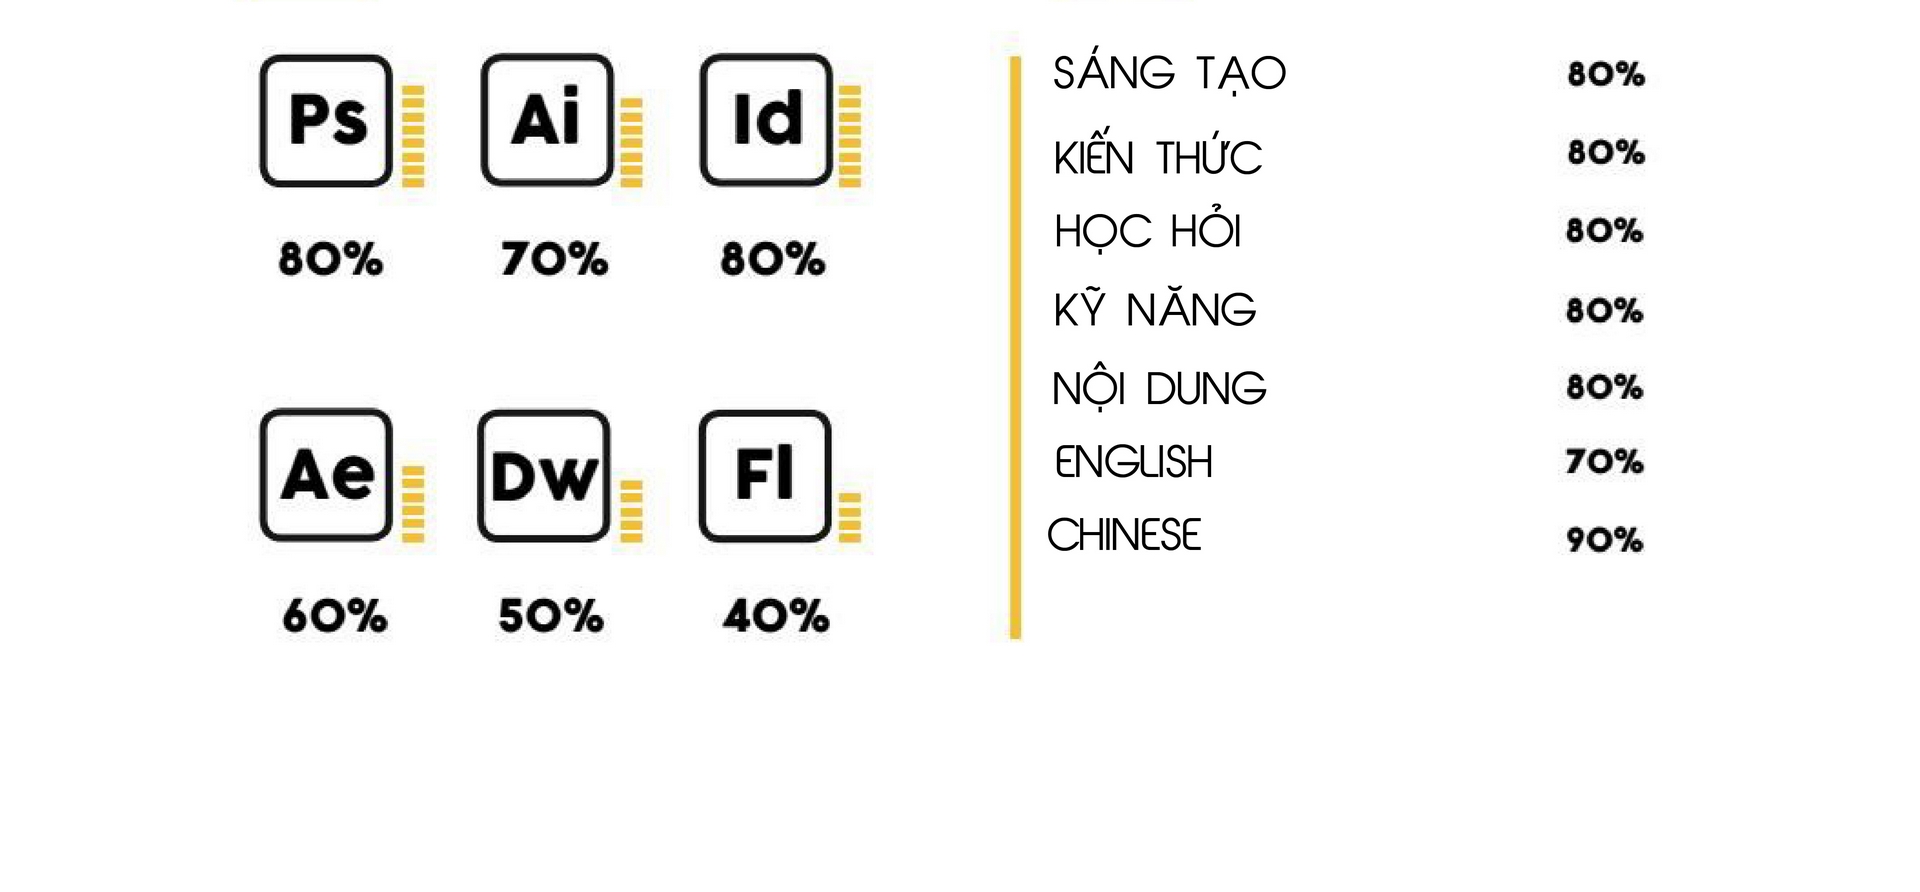 Ps Ai Id
80% 70% 80%
Ae Dw Fl
60% 50% 40%
SÁNG TẠO 80%
KIẾN THỨC 80%
HỌC HỎI 80%
KỸ NĂNG 80%
NỘI DUNG 80%
ENGLISH 70%
CHINESE 90%